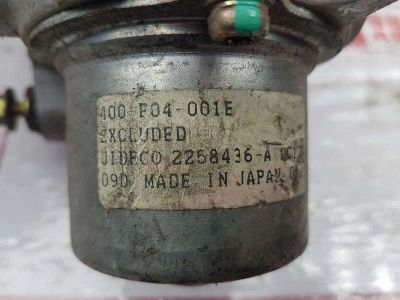 400 F04-001E
EXCLUDED
JIDECO 2258436-A
09D MADE IN JAPAN